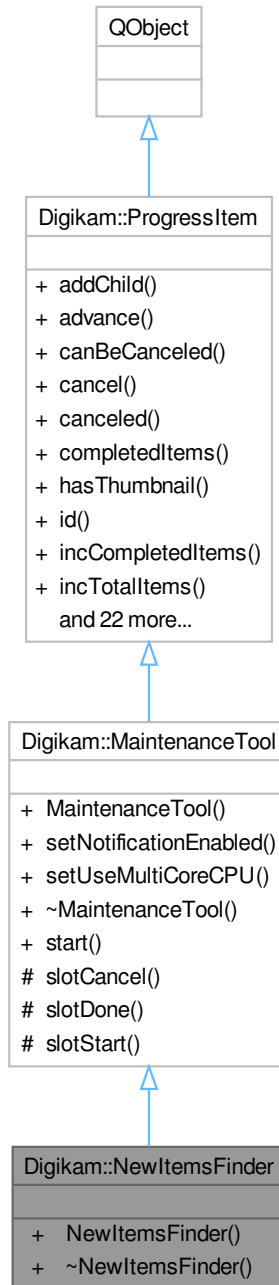 QObject
Digikam::ProgressItem
+ addChild()
+ advance()
+ canBeCanceled()
+ cancel()
+ canceled()
+ completedItems()
+ hasThumbnail()
+ id()
+ incCompletedItems()
+ incTotalItems()
and 22 more...
Digikam::MaintenanceTool
+ MaintenanceTool()
+ setNotificationEnabled()
+ setUseMultiCoreCPU()
+ ~MaintenanceTool()
+ start()
# slotCancel()
# slotDone()
# slotStart()
Digikam::NewItemsFinder
+ NewItemsFinder()
+ ~NewItemsFinder()